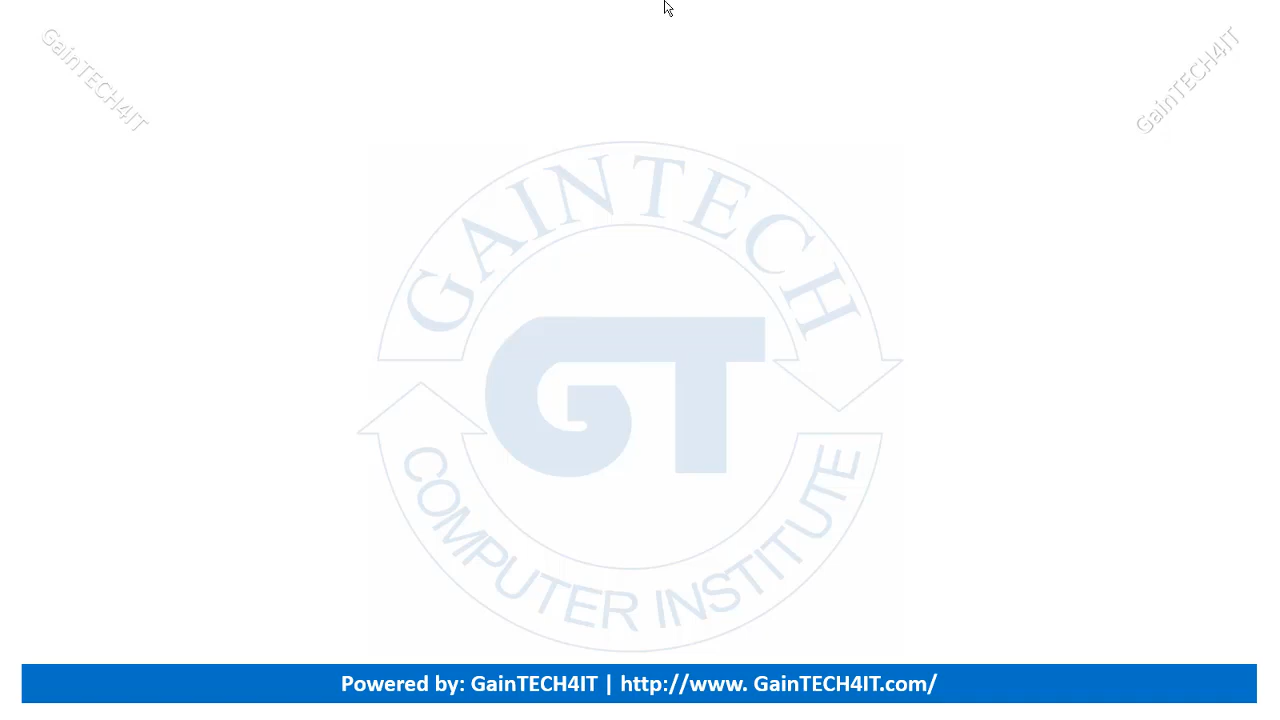 GainTECH4IT
GainTECH4IT
GAINTECH
GT
COMPUTER INSTITUTE
Powered by: GainTECH4IT | http://www. GainTECH4IT.com/